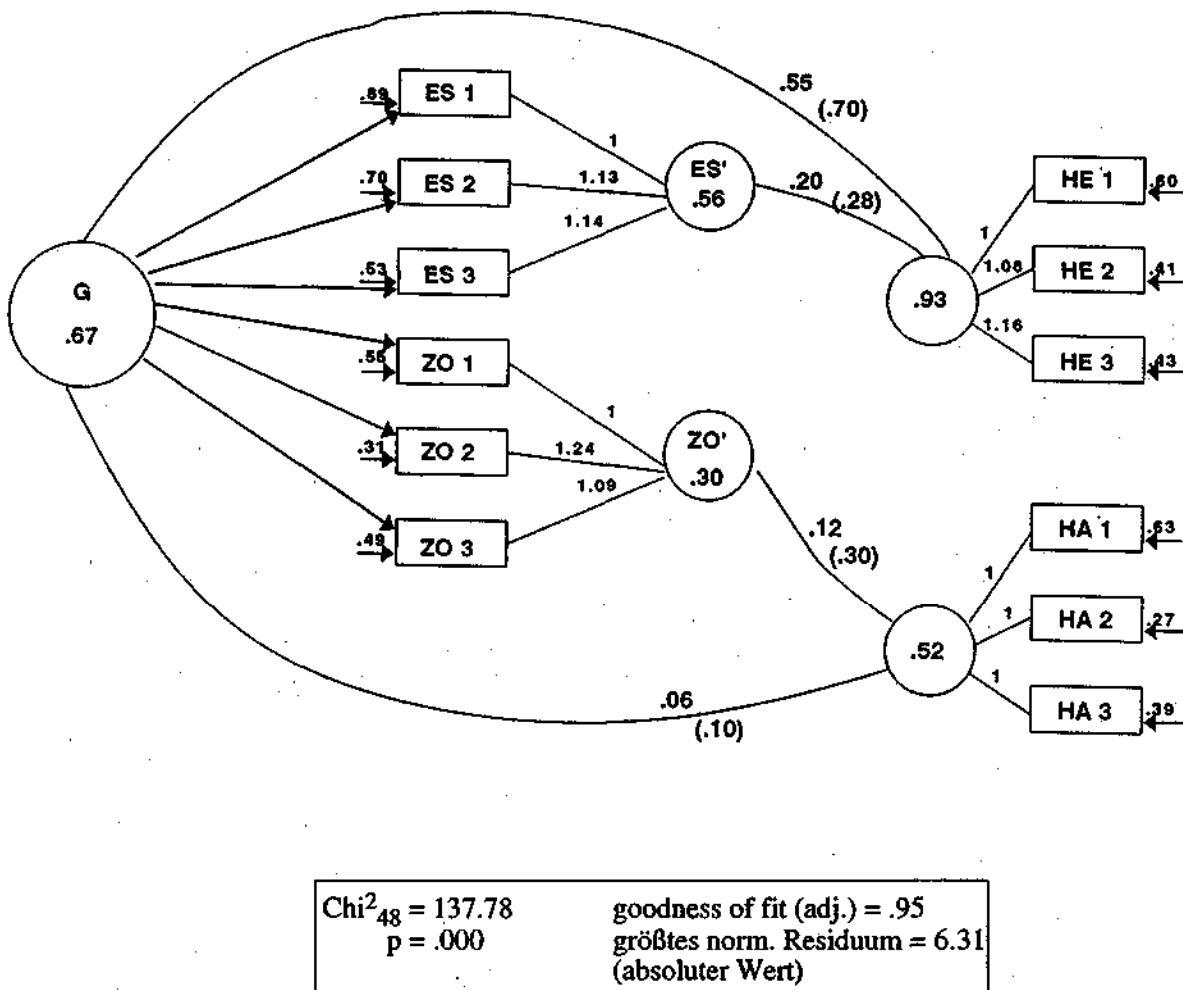 .55
(.70)
.89
ES 1
1
.70
ES 2
1.13
ES'
.56
.20
(.28)
HE 1
.60
1
1.14
.53
ES 3
G
.67
.93
1.08
HE 2
.41
1.16
HE 3
.43
.55
ZO 1
1
.31
ZO 2
1.24
ZO'
.30
1.09
.49
ZO 3
.12
(.30)
HA 1
.63
1
.52
1
HA 2
.27
1
HA 3
.39
.06
(.10)
Chi²₄₈ = 137.78 goodness of fit (adj.) = .95
p = .000 größtes norm. Residuum = 6.31
(absoluter Wert)